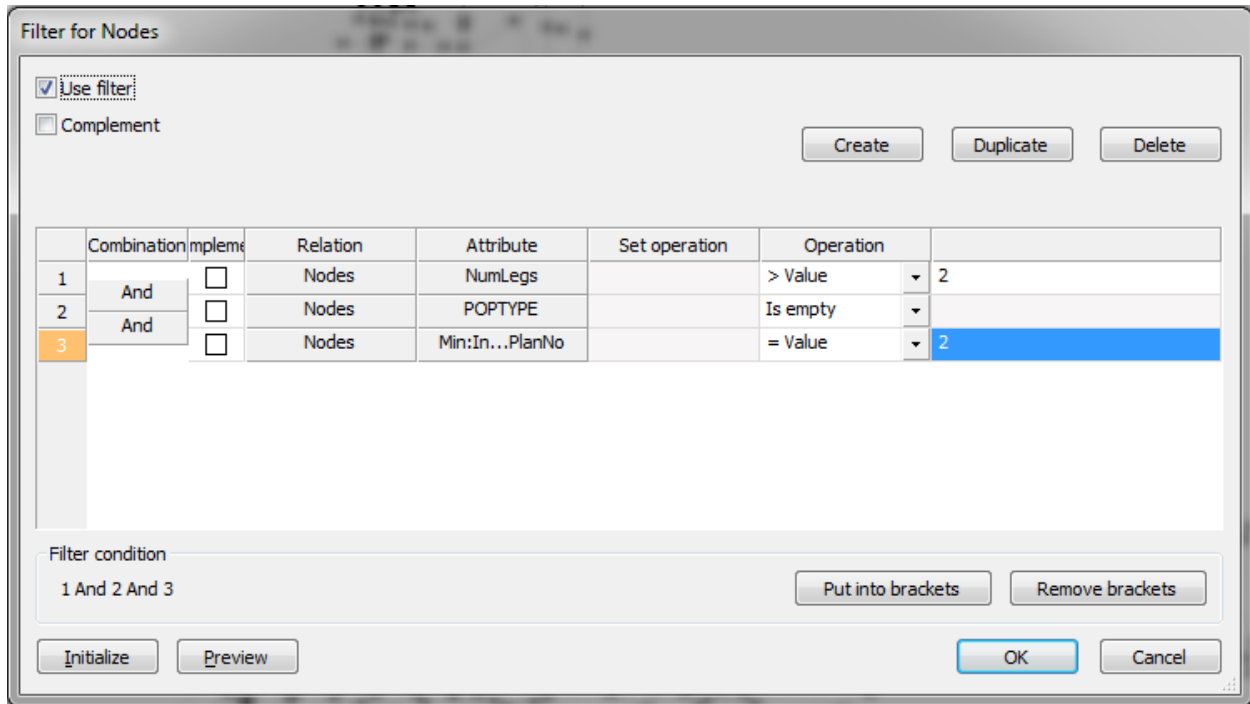 Filter for Nodes
Use filter
Complement
Create Duplicate Delete
Combination mpleme Relation Attribute Set operation Operation
1 Nodes NumLegs > Value 2
And
2 Nodes POPTYPE Is empty
And
3 Nodes Min:In...PlanNo = Value 2
Filter condition
1 And 2 And 3 Put into brackets Remove brackets
Initialize Preview OK Cancel